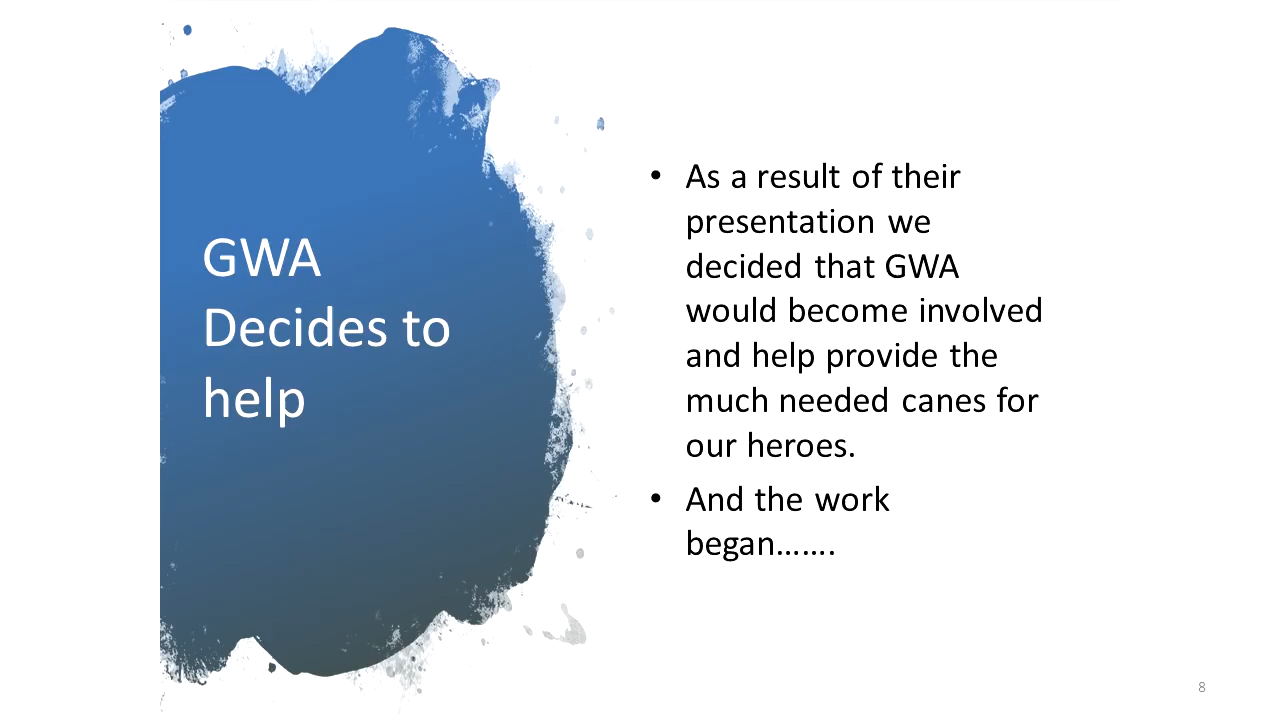 GWA
Decides to
help
• As a result of their
presentation we
decided that GWA
would become involved
and help provide the
much needed canes for
our heroes.
• And the work
began…….
8